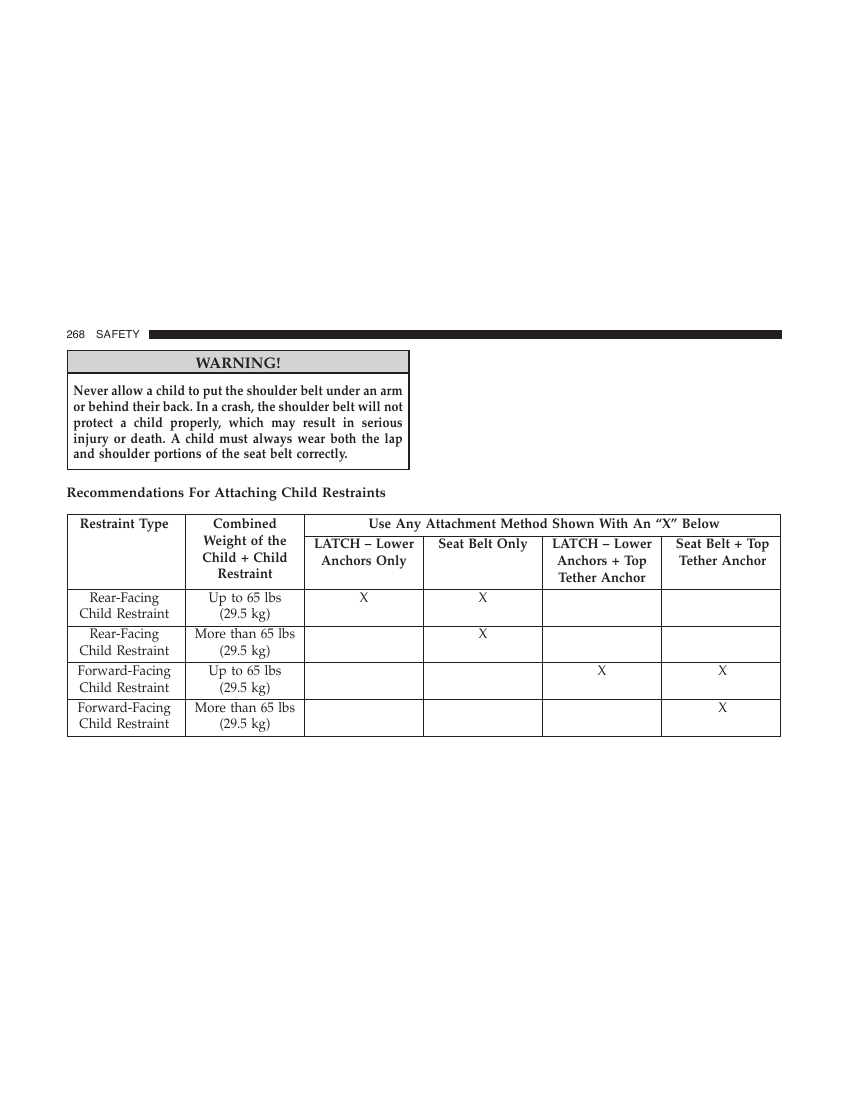 268 SAFETY
WARNING!
Never allow a child to put the shoulder belt under an arm
or behind their back. In a crash, the shoulder belt will not
protect a child properly, which may result in serious
injury or death. A child must always wear both the lap
and shoulder portions of the seat belt correctly.
Recommendations For Attaching Child Restraints
Restraint Type
Combined
Weight of the
Child + Child
Restraint
Use Any Attachment Method Shown With An “X” Below
LATCH – Lower
Anchors Only
Seat Belt Only
LATCH – Lower
Anchors + Top
Tether Anchor
Seat Belt + Top
Tether Anchor
Rear-Facing
Child Restraint
Up to 65 lbs
(29.5 kg)
X
X
Rear-Facing
Child Restraint
More than 65 lbs
(29.5 kg)
X
Forward-Facing
Child Restraint
Up to 65 lbs
(29.5 kg)
X
X
Forward-Facing
Child Restraint
More than 65 lbs
(29.5 kg)
X